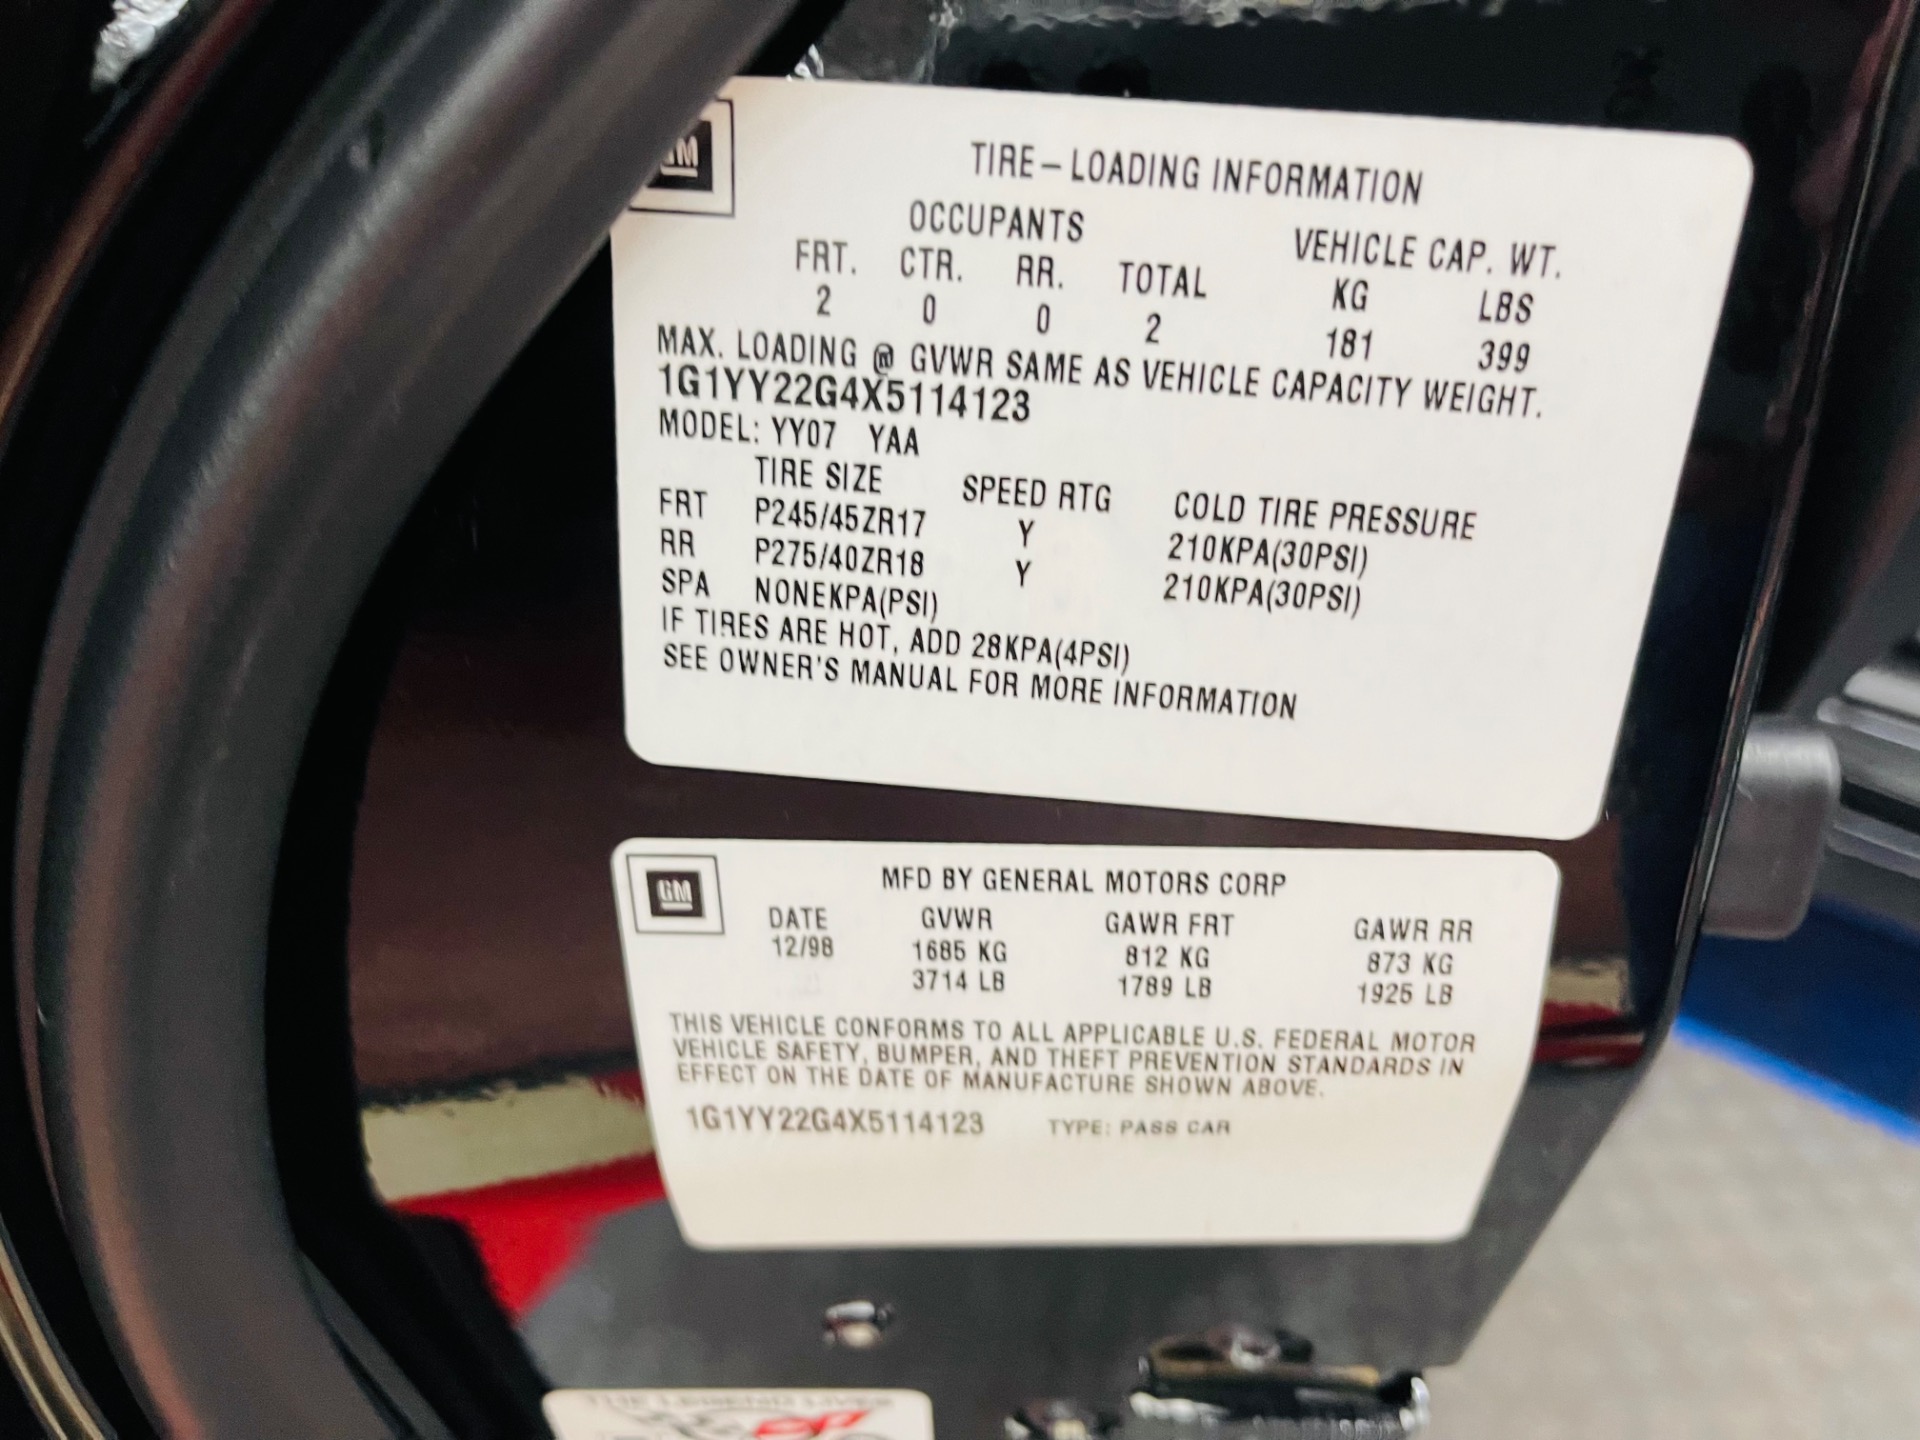 GM
TIRE – LOADING INFORMATION
OCCUPANTS VEHICLE CAP. WT.
FRT. CTR. RR. TOTAL KG LBS
2 0 0 2 181 399
MAX. LOADING @ GVWR SAME AS VEHICLE CAPACITY WEIGHT.
1G1YY22G4X5114123
MODEL: YY07 YAA
TIRE SIZE SPEED RTG COLD TIRE PRESSURE
FRT P245/45ZR17 Y 210KPA(30PSI)
RR P275/40ZR18 Y 210KPA(30PSI)
SPA NONEKPA(PSI)
IF TIRES ARE HOT, ADD 28KPA(4PSI)
SEE OWNER'S MANUAL FOR MORE INFORMATION
GM
MFD BY GENERAL MOTORS CORP
DATE GVWR GAWR FRT GAWR RR
12/98 1685 KG 812 KG 873 KG
3714 LB 1789 LB 1925 LB
THIS VEHICLE CONFORMS TO ALL APPLICABLE U.S. FEDERAL MOTOR
VEHICLE SAFETY, BUMPER, AND THEFT PREVENTION STANDARDS IN
EFFECT ON THE DATE OF MANUFACTURE SHOWN ABOVE.
1G1YY22G4X5114123 TYPE: PASS CAR